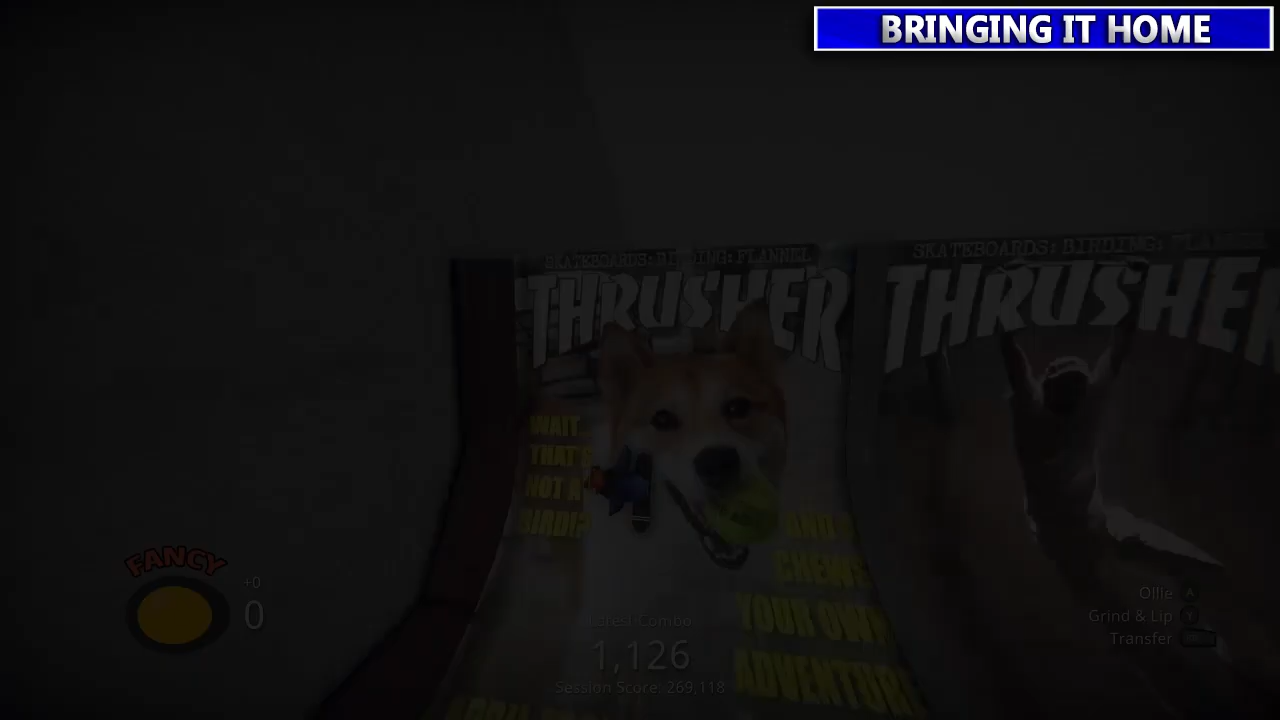 BRINGING IT HOME
SKATEBOARDS: BIRDING: FLANNEL
THRUSHER
SKATEBOARDS: BIRDING: FLANNEL
THRUSHER
WAIT
THAT'S
NOT A
BIRD!?
AND
CHEWS
YOUR OWN
ADVENTURE
FANCY
+0
0
Latest Combo
1,126
Session Score: 269,118
Ollie A
Grind & Lip Y
Transfer